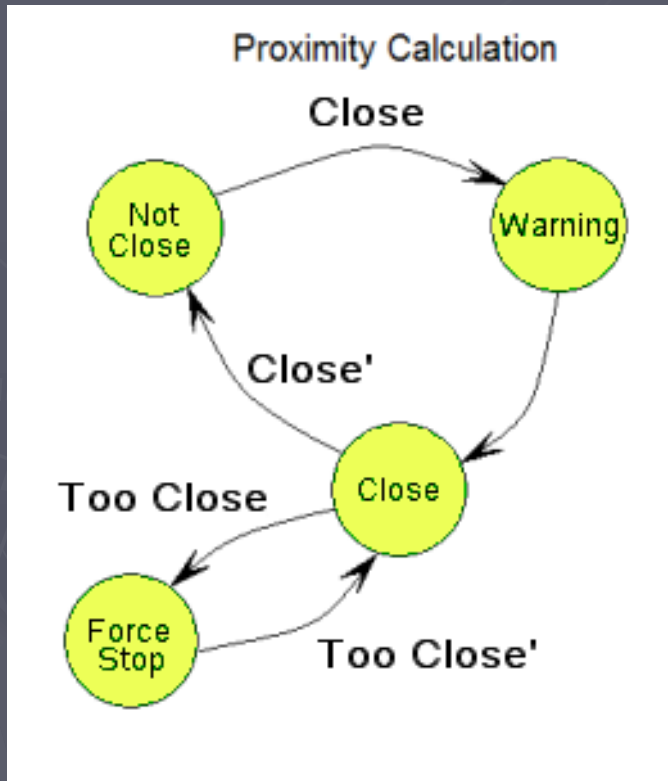 Proximity Calculation
Close
Not
Close
Warning
Close'
Close
Too Close
Force
Stop
Too Close'